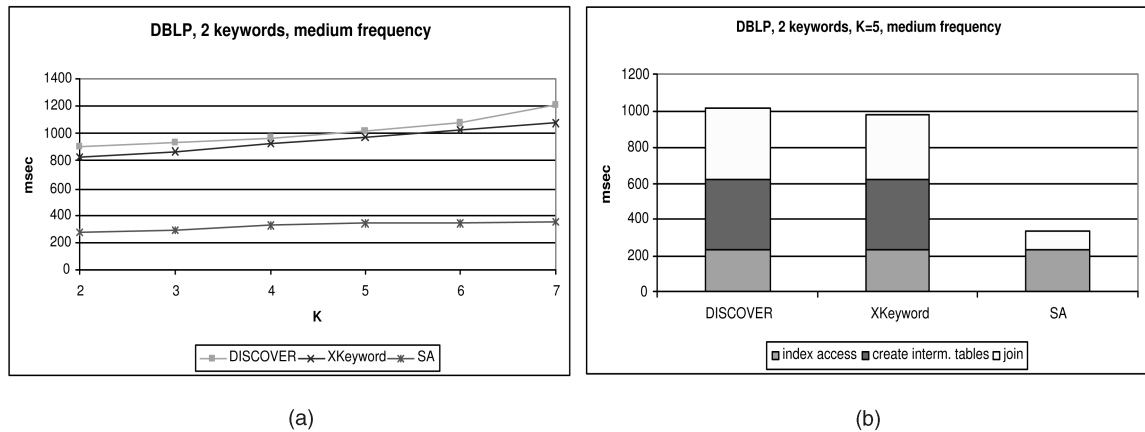 DBLP, 2 keywords, medium frequency
1400
1200
1000
800
600
400
200
0
msec
2 3 4 5 6 7
K
DISCOVER XKeyword SA
(a)
DBLP, 2 keywords, K=5, medium frequency
1200
1000
800
600
400
200
0
msec
DISCOVER XKeyword SA
index access create interm. tables join
(b)